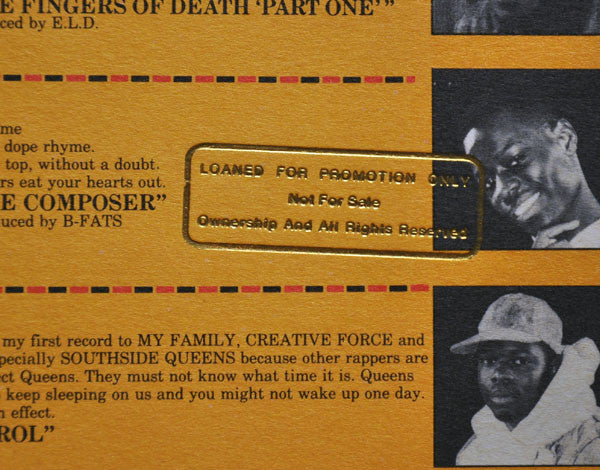 E FINGERS OF DEATH ‘PART ONE’”
ced by E.L.D.
me
dope rhyme.
top, without a doubt.
rs eat your hearts out.
E COMPOSER”
duced by B-FATS
LOANED FOR PROMOTION ONLY
Not For Sale
Ownership And All Rights Reserved
my first record to MY FAMILY, CREATIVE FORCE and
pecially SOUTHSIDE QUEENS because other rappers are
ect Queens. They must not know what time it is. Queens
keep sleeping on us and you might not wake up one day.
n effect.
ROL”